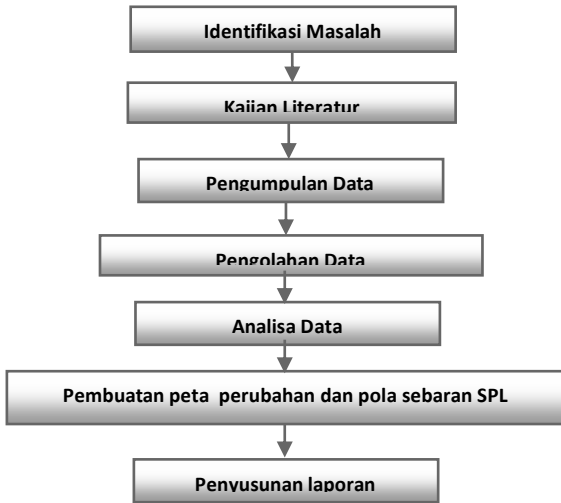 Identifikasi Masalah
Kajian Literatur
Pengumpulan Data
Pengolahan Data
Analisa Data
Pembuatan peta perubahan dan pola sebaran SPL
Penyusunan laporan